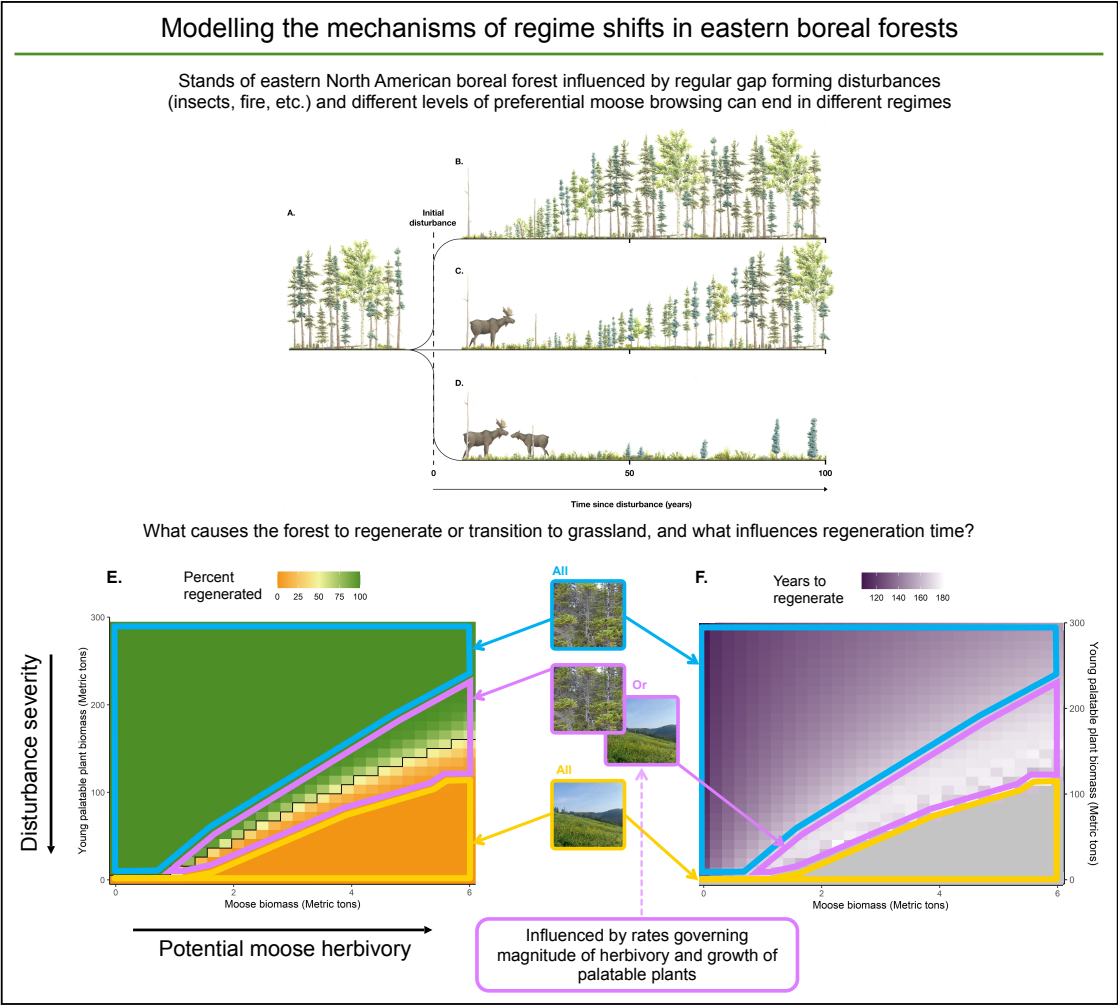 Modelling the mechanisms of regime shifts in eastern boreal forests
Stands of eastern North American boreal forest influenced by regular gap forming disturbances
(insects, fire, etc.) and different levels of preferential moose browsing can end in different regimes
A.
Initial
disturbance
B.
C.
D.
0
50
100
Time since disturbance (years)
What causes the forest to regenerate or transition to grassland, and what influences regeneration time?
E.
Percent
regenerated
0 25 50 75 100
Disturbance severity
Young palatable plant biomass (Metric tons)
300
200
100
0
0 2 4 6
Moose biomass (Metric tons)
Potential moose herbivory
All
Or
All
Influenced by rates governing
magnitude of herbivory and growth of
palatable plants
F.
Years to
regenerate
120 140 160 180
300
200
100
0
Young palatable plant biomass (Metric tons)
0 2 4 6
Moose biomass (Metric tons)